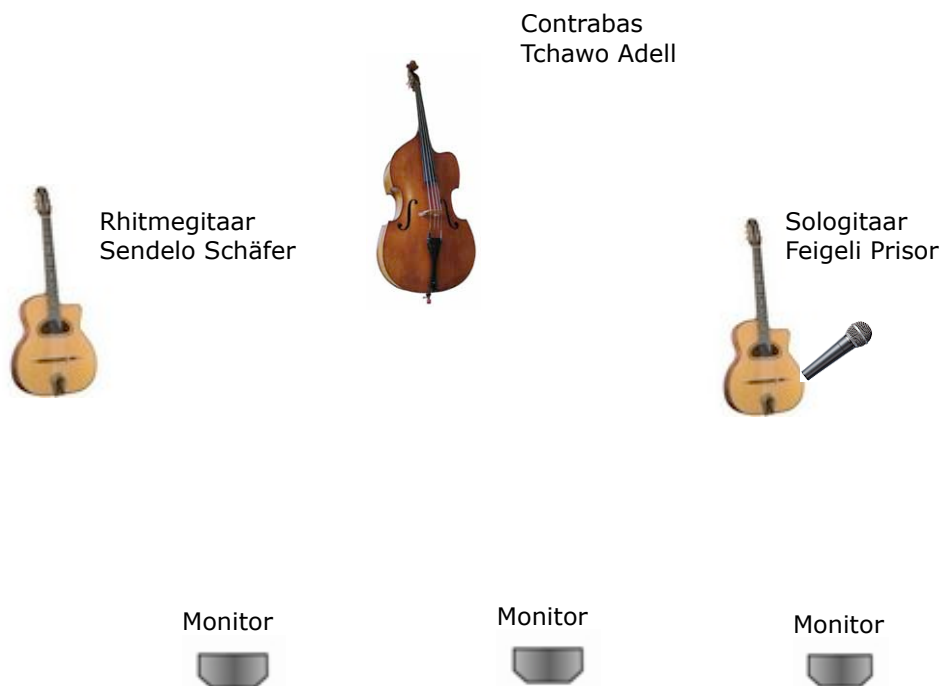 Contrabas
Tchawo Adell
Rhitmegitaar
Sendelo Schäfer
Sologitaar
Feigeli Prisor
Monitor
Monitor
Monitor